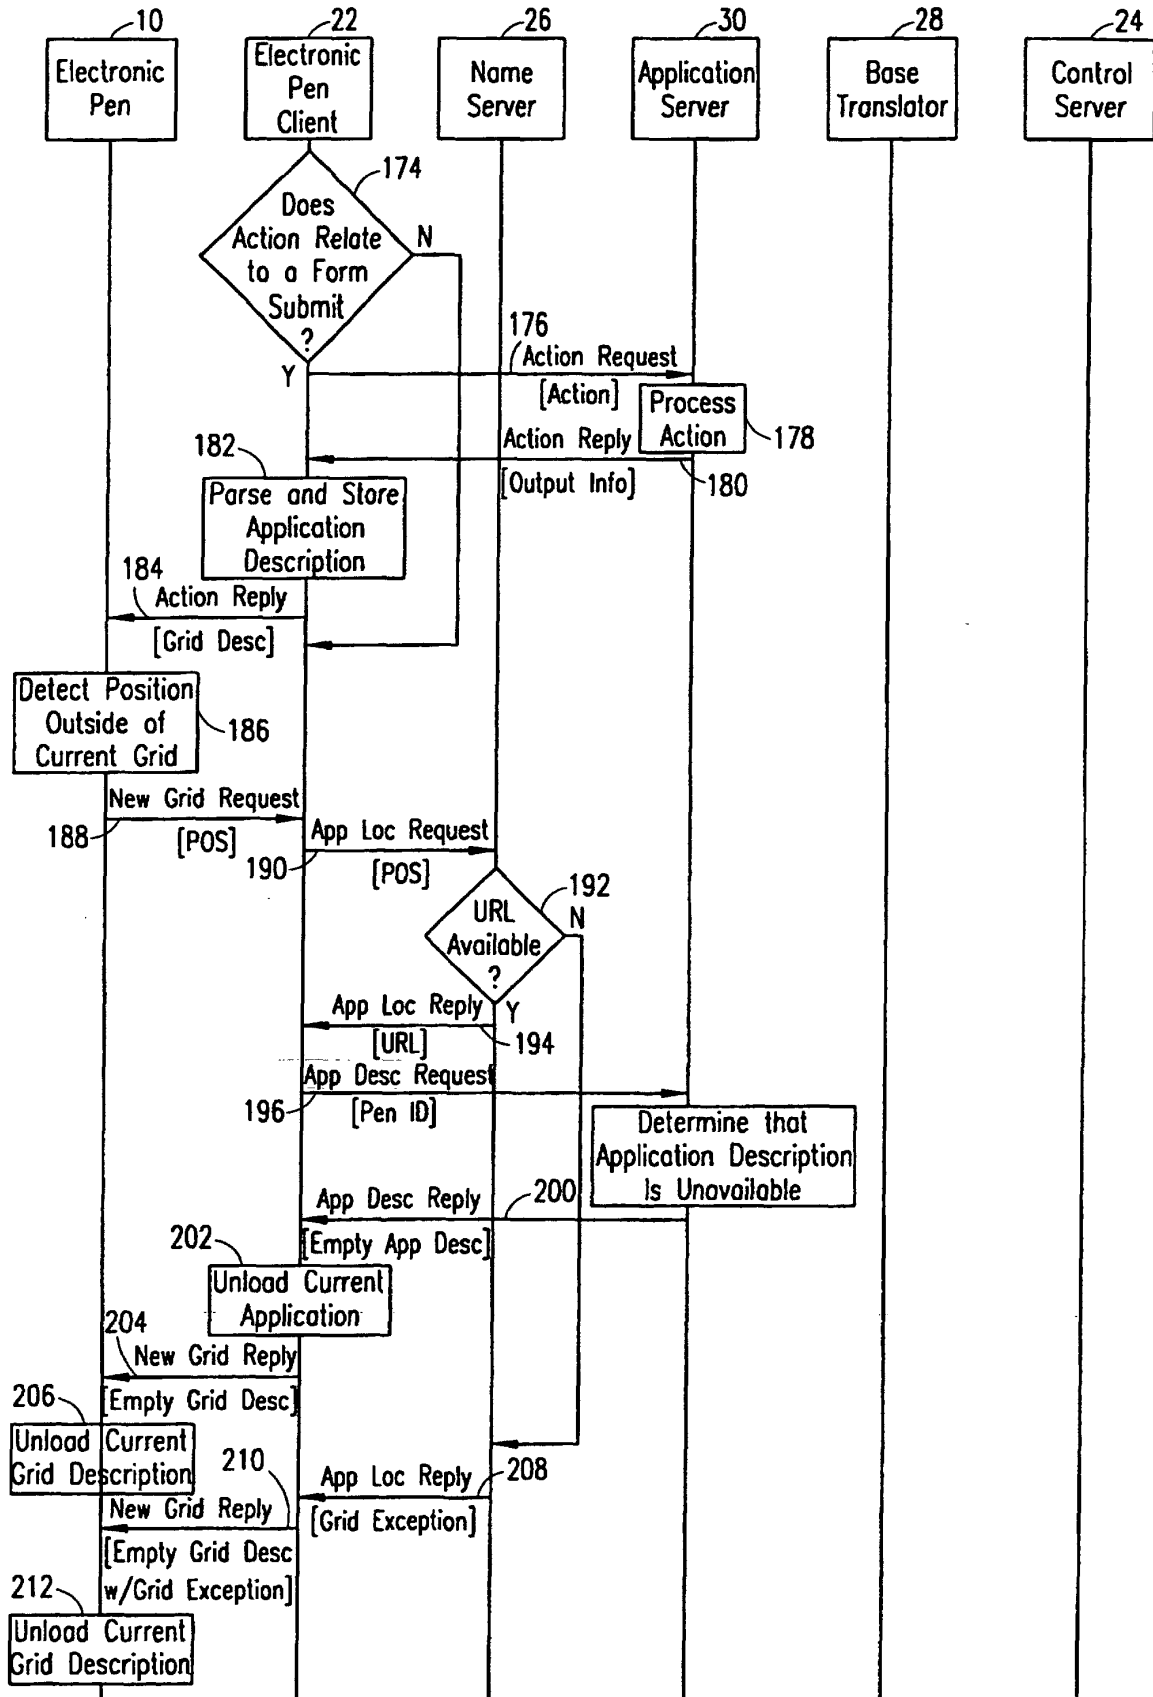 10
22
26
30
28
24
Electronic
Pen
Electronic
Pen
Client
Name
Server
Application
Server
Base
Translator
Control
Server
174
Does
Action Relate
to a Form
Submit
?
N
Y
176
Action Request
[Action]
Process
Action
178
Action Reply
[Output Info]
180
182
Parse and Store
Application
Description
184
Action Reply
[Grid Desc]
Detect Position
Outside of
Current Grid
186
New Grid Request
188
[POS]
App Loc Request
190
[POS]
192
URL
Available
?
N
Y
App Loc Reply
[URL]
194
App Desc Request
196
[Pen ID]
Determine that
Application Description
Is Unavailable
App Desc Reply
200
[Empty App Desc]
202
Unload Current
Application
204
New Grid Reply
[Empty Grid Desc]
206
Unload Current
Grid Description
App Loc Reply
208
[Grid Exception]
210
New Grid Reply
[Empty Grid Desc
w/Grid Exception]
212
Unload Current
Grid Description